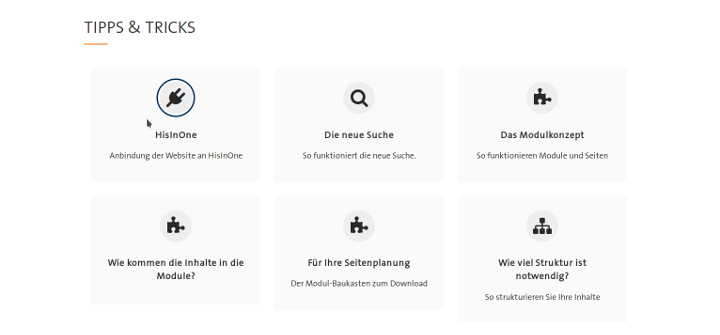 TIPPS & TRICKS
HisInOne
Anbindung der Website an HisInOne
Die neue Suche
So funktioniert die neue Suche.
Das Modulkonzept
So funktionieren Module und Seiten
Wie kommen die Inhalte in die
Module?
Für Ihre Seitenplanung
Der Modul-Baukasten zum Download
Wie viel Struktur ist
notwendig?
So strukturieren Sie Ihre Inhalte